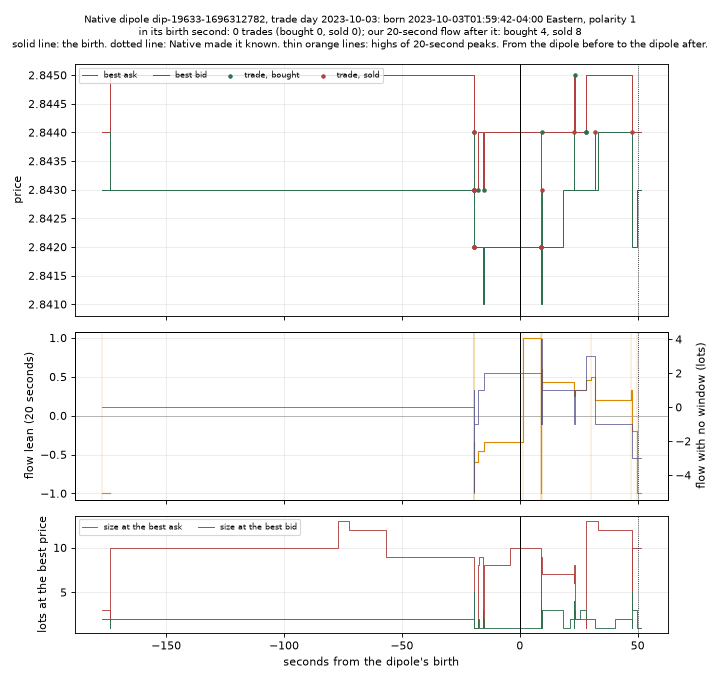 Native dipole dip-19633-1696312782, trade day 2023-10-03: born 2023-10-03T01:59:42-04:00 Eastern, polarity 1
in its birth second: 0 trades (bought 0, sold 0); our 20-second flow after it: bought 4, sold 8
solid line: the birth. dotted line: Native made it known. thin orange lines: highs of 20-second peaks. From the dipole before to the dipole after.
best ask
best bid
trade, bought
trade, sold
2.8450
2.8445
2.8440
2.8435
2.8430
2.8425
2.8420
2.8415
2.8410
price
1.0
0.5
0.0
−0.5
−1.0
flow lean (20 seconds)
4
2
0
−2
−4
flow with no window (lots)
size at the best ask
size at the best bid
10
5
lots at the best price
−150
−100
−50
0
50
seconds from the dipole's birth